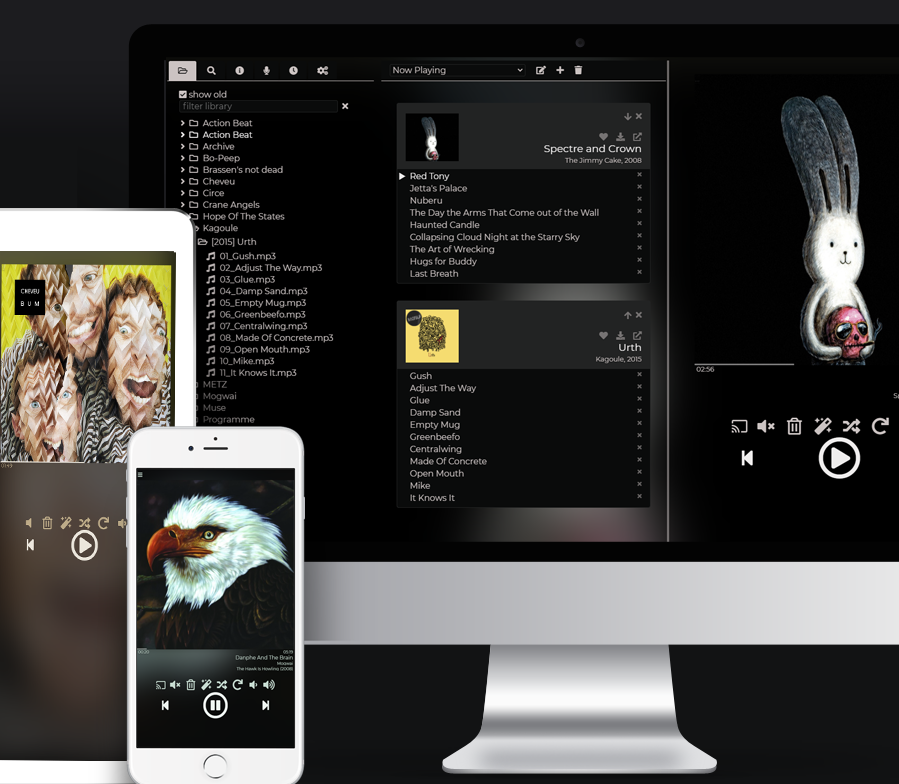 Now Playing
show old
filter library
Action Beat
Action Beat
Archive
Bo-Peep
Brassen's not dead
Cheveu
Circe
Crane Angels
Hope Of The States
Kagoule
[2015] Urth
01_Gush.mp3
02_Adjust The Way.mp3
03_Glue.mp3
04_Damp Sand.mp3
05_Empty Mug.mp3
06_Greenbeefo.mp3
07_Centralwing.mp3
08_Made Of Concrete.mp3
09_Open Mouth.mp3
10_Mike.mp3
11_It Knows It.mp3
METZ
Mogwai
Muse
Programme
Spectre and Crown
The Jimmy Cake, 2008
Red Tony
Jetta's Palace
Nuberu
The Day the Arms That Come out of the Wall
Haunted Candle
Collapsing Cloud Night at the Starry Sky
The Art of Wrecking
Hugs for Buddy
Last Breath
Urth
Kagoule, 2015
Gush
Adjust The Way
Glue
Damp Sand
Empty Mug
Greenbeefo
Centralwing
Made Of Concrete
Open Mouth
Mike
It Knows It
02:56
CHEVEU
BUM
Danphe And The Brain
Mogwai
The Hawk Is Howling (2008)